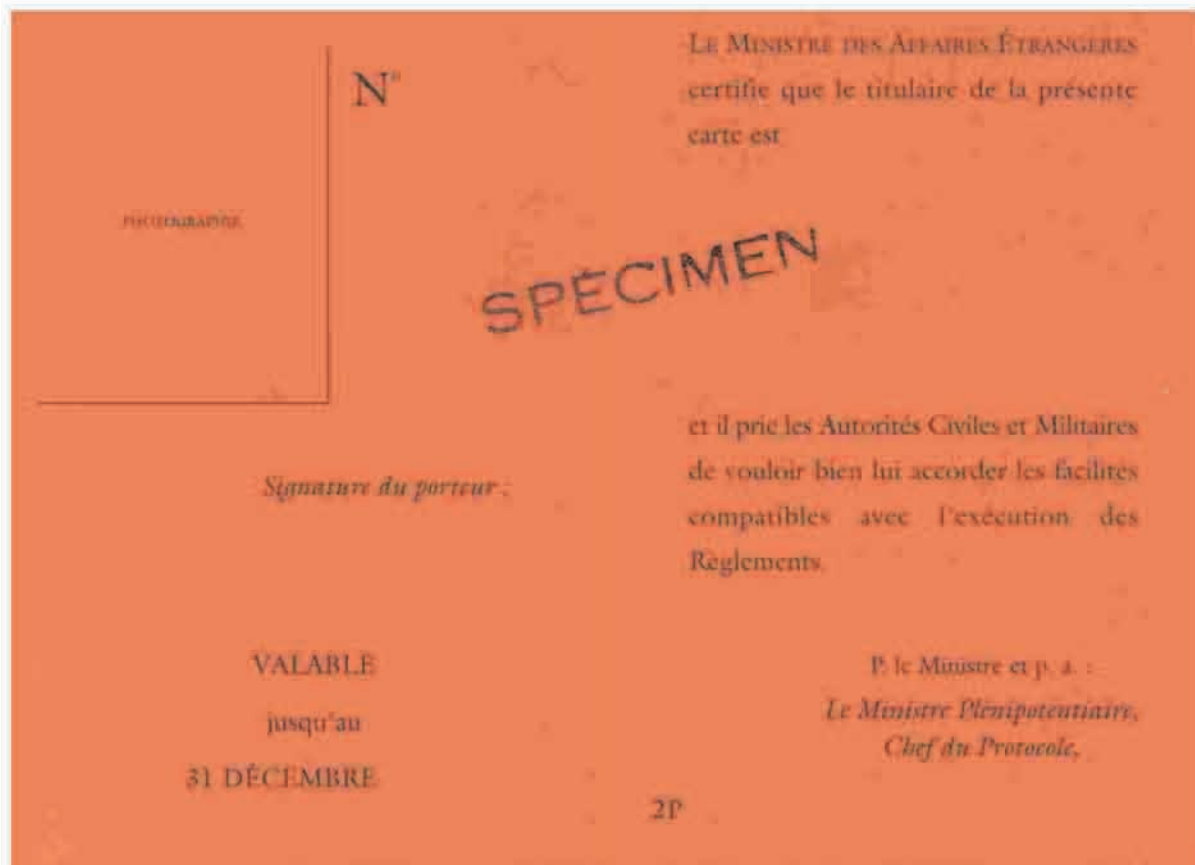 N°
PHOTOGRAPHIE
Signature du porteur :
VALABLE
jusqu'au
31 DÉCEMBRE
LE MINISTRE DES AFFAIRES ÉTRANGÈRES
certifie que le titulaire de la présente
carte est
SPÉCIMEN
et il prie les Autorités Civiles et Militaires
de vouloir bien lui accorder les facilités
compatibles avec l'exécution des
Règlements.
P. le Ministre et p. a. :
Le Ministre Plénipotentiaire,
Chef du Protocole,
2P